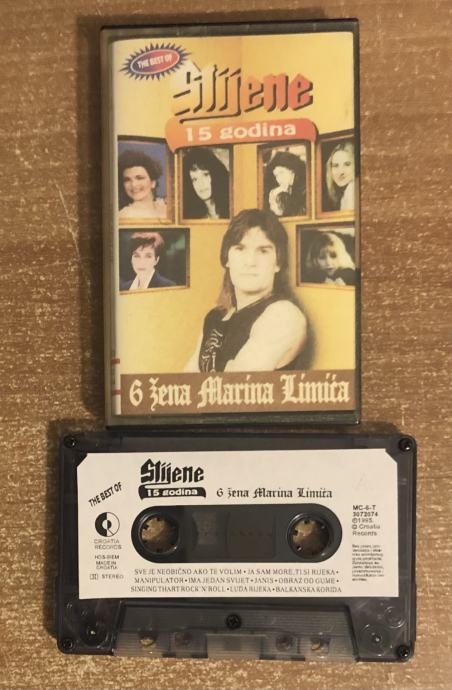 THE BEST OF
Stijene
15 godina
6 žena Marina Limića
THE BEST OF
Stijene
15 godina
6 žena Marina Limića
CROATIA
RECORDS
HDS-BIEM
MADE IN
CROATIA
STEREO
MC-6-T
3072074
©1995.
℗ Croatia
Records
SVE JE NEOBIČNO AKO TE VOLIM • JA SAM MORE, TI SI RIJEKA •
MANIPULATOR • IMA JEDAN SVIJET • JANIS • OBRAZ OD GUME •
SINGING THART ROCK'N'ROLL • LUDA RIJEKA • BALKANSKA KORIDA